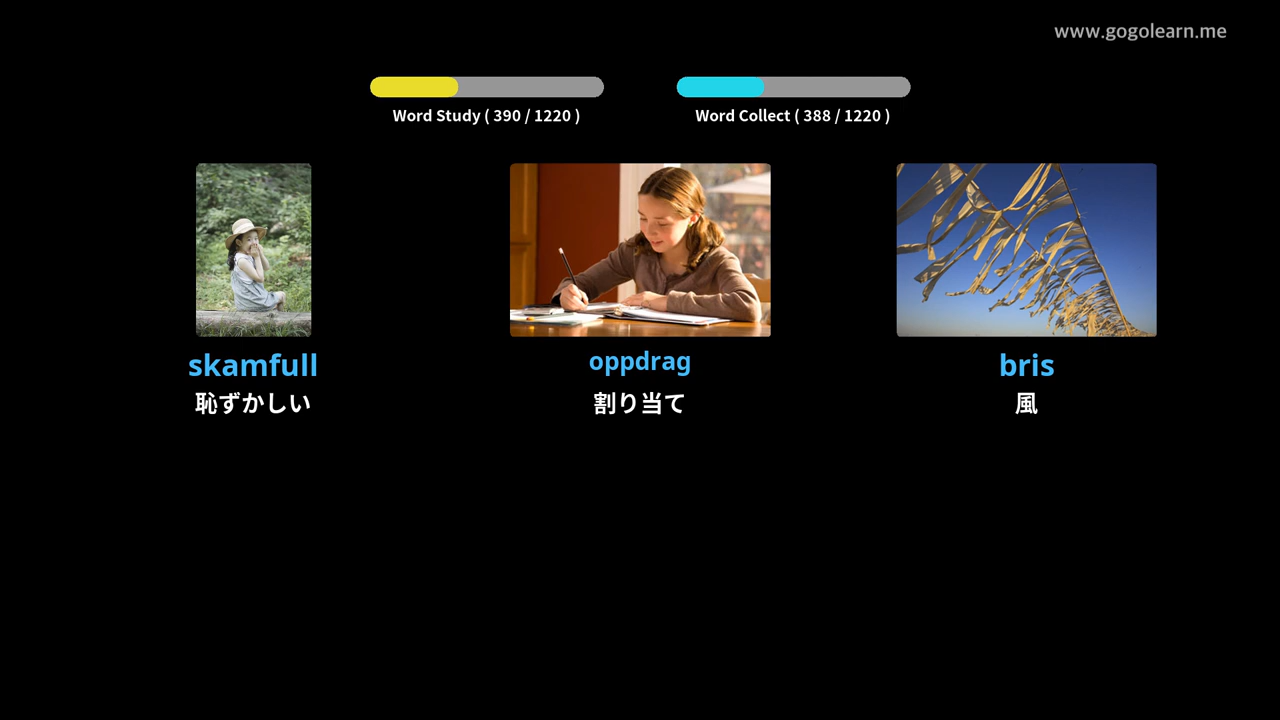 www.gogolearn.me
Word Study ( 390 / 1220 )
Word Collect ( 388 / 1220 )
skamfull
恥ずかしい
oppdrag
割り当て
bris
風